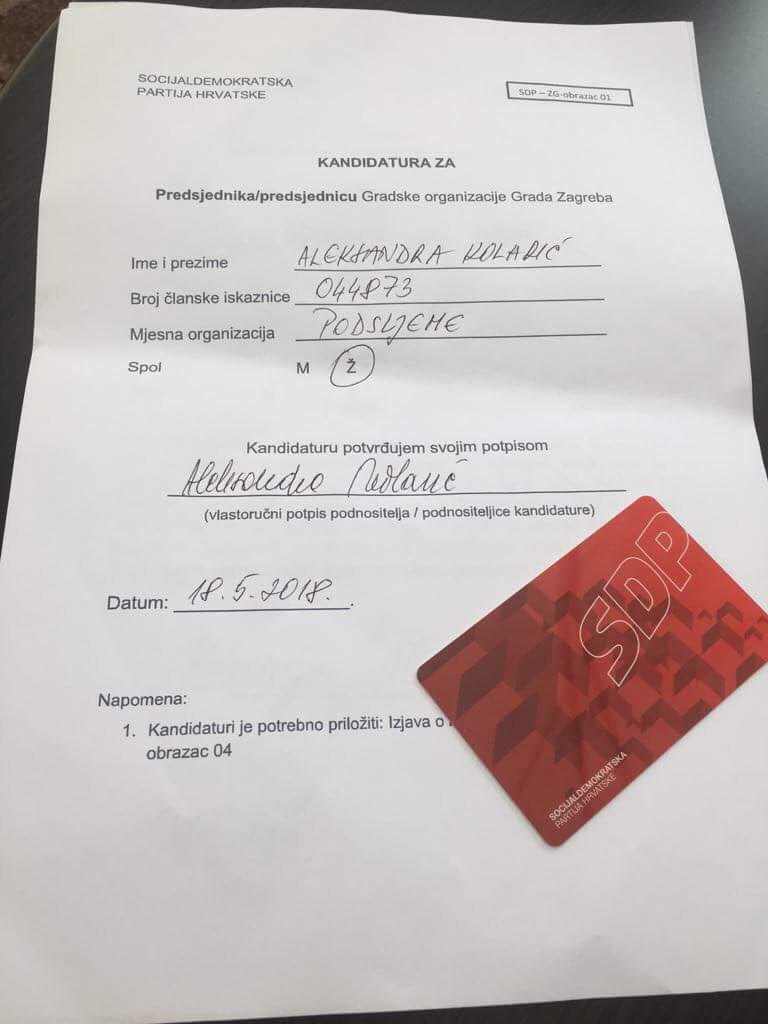 SOCIJALDEMOKRATSKA
PARTIJA HRVATSKE
SDP – ZG-obrazac 01
KANDIDATURA ZA
Predsjednika/predsjednicu Gradske organizacije Grada Zagreba
Ime i prezime ALEKSANDRA KOLARIĆ
Broj članske iskaznice 044873
Mjesna organizacija PODSLJEME
Spol M Ž
Kandidaturu potvrđujem svojim potpisom
Aleksandra Kolarić
(vlastoručni potpis podnositelja / podnositeljice kandidature)
Datum: 18.5.2018. .
Napomena:
1. Kandidaturi je potrebno priložiti: Izjava o
obrazac 04
SDP
SOCIJALDEMOKRATSKA
PARTIJA HRVATSKE